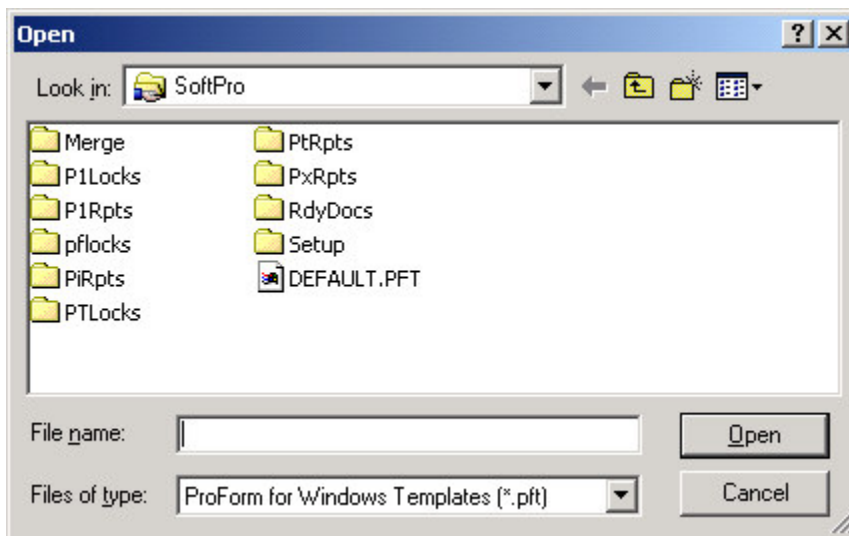 Open
Look in: SoftPro
Merge
P1Locks
P1Rpts
pflocks
PiRpts
PTLocks
PtRpts
PxRpts
RdyDocs
Setup
DEFAULT.PFT
File name:
Open
Files of type: ProForm for Windows Templates (*.pft)
Cancel